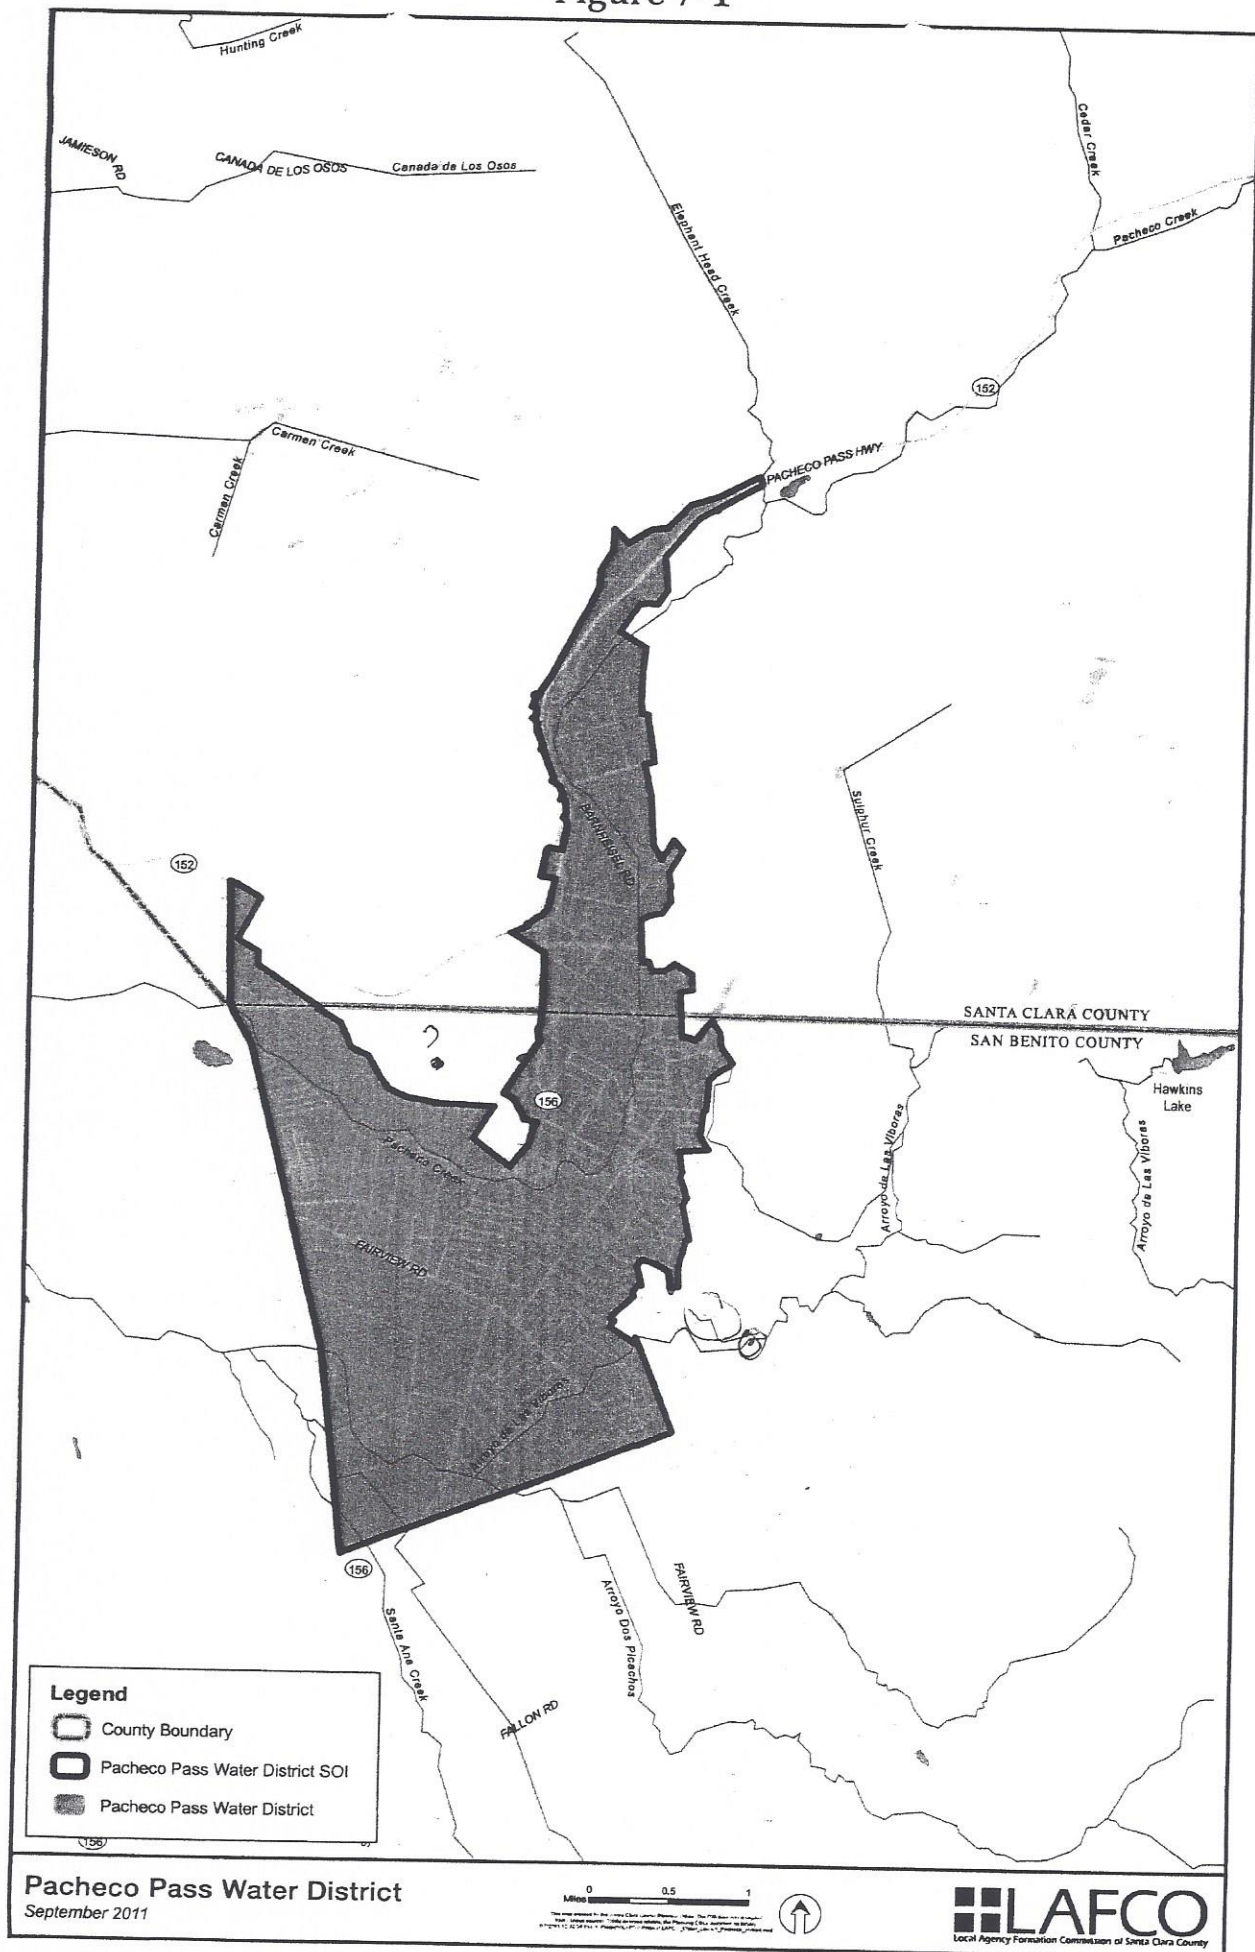 Figure 7-1
Hunting Creek
JAMIESON RD
CANADA DE LOS OSOS
Canada de Los Osos
Cedar Creek
Elephant Head Creek
Pacheco Creek
152
Carmen Creek
Carmen Creek
PACHECO PASS HWY
BARNHEISEL RD
Sulphur Creek
152
SANTA CLARA COUNTY
SAN BENITO COUNTY
Hawkins
Lake
156
Pacheco Creek
Arroyo de Las Viboras
Arroyo de Las Viboras
FAIRVIEW RD
Arroyo de Las Viboras
156
Santa Ana Creek
Arroyo Dos Picachos
FAIRVIEW RD
FALLON RD
Legend
County Boundary
Pacheco Pass Water District SOI
Pacheco Pass Water District
156
Pacheco Pass Water District
September 2011
0 0.5 1
Miles
LAFCO
Local Agency Formation Commission of Santa Clara County